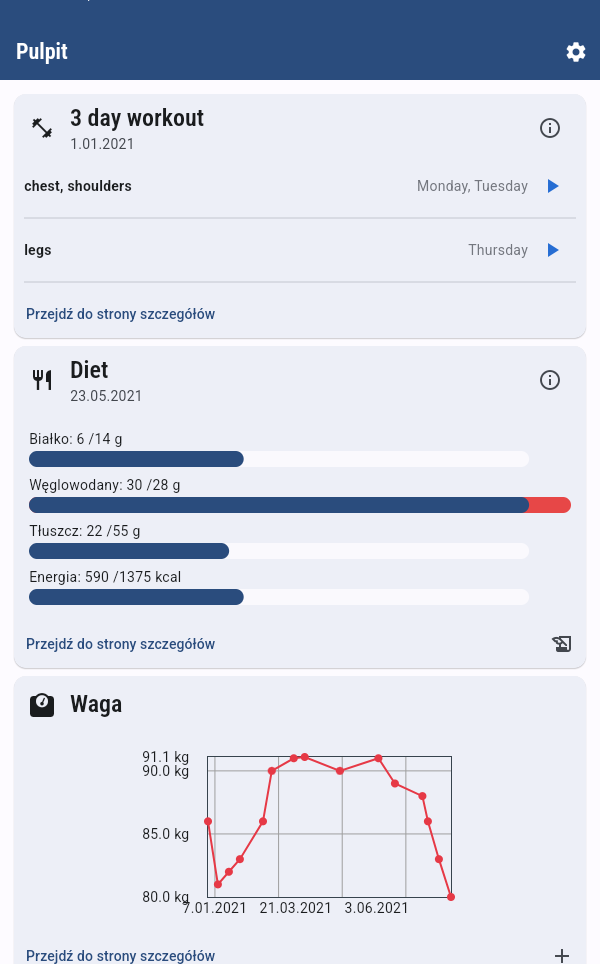 Pulpit
3 day workout
1.01.2021
chest, shoulders Monday, Tuesday
legs Thursday
Przejdź do strony szczegółów
Diet
23.05.2021
Białko: 6 /14 g
Węglowodany: 30 /28 g
Tłuszcz: 22 /55 g
Energia: 590 /1375 kcal
Przejdź do strony szczegółów
Waga
91.1 kg
90.0 kg
85.0 kg
80.0 kg
7.01.2021 21.03.2021 3.06.2021
Przejdź do strony szczegółów